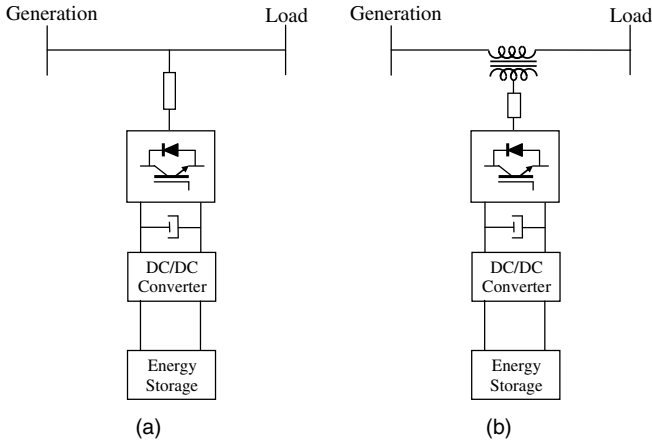 Generation
Load
DC/DC
Converter
Energy
Storage
(a)
Generation
Load
DC/DC
Converter
Energy
Storage
(b)